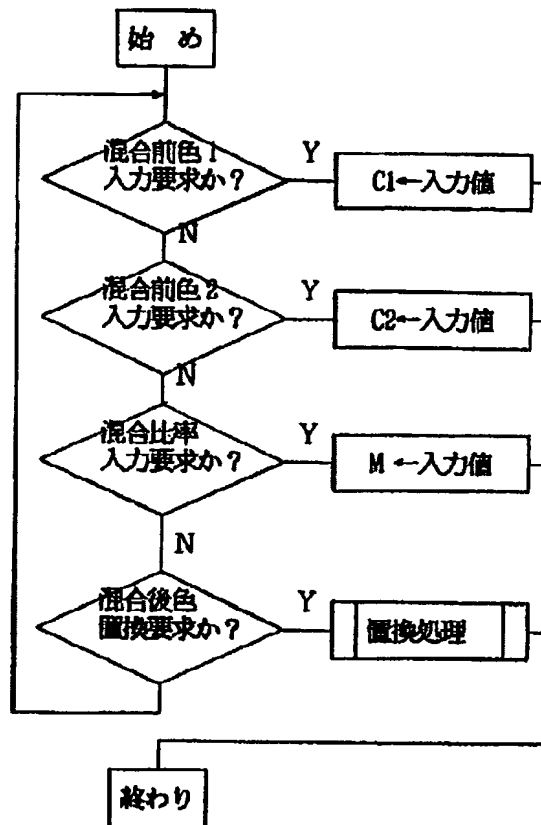 始 め
混合前色1
入力要求か？
Y
C1←入力値
N
混合前色2
入力要求か？
Y
C2←入力値
N
混合比率
入力要求か？
Y
M ←入力値
N
混合後色
置換要求か？
Y
置換処理
終わり